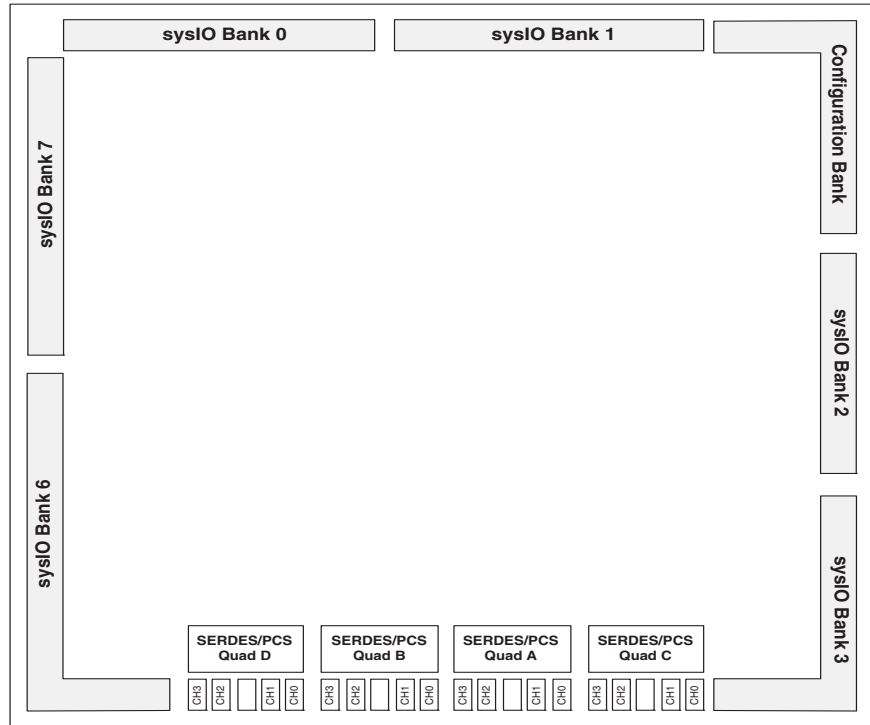 sysIO Bank 0
sysIO Bank 1
Configuration Bank
sysIO Bank 7
sysIO Bank 2
sysIO Bank 6
sysIO Bank 3
SERDES/PCS
Quad D
SERDES/PCS
Quad B
SERDES/PCS
Quad A
SERDES/PCS
Quad C
CH3
CH2
CH1
CH0
CH3
CH2
CH1
CH0
CH3
CH2
CH1
CH0
CH3
CH2
CH1
CH0